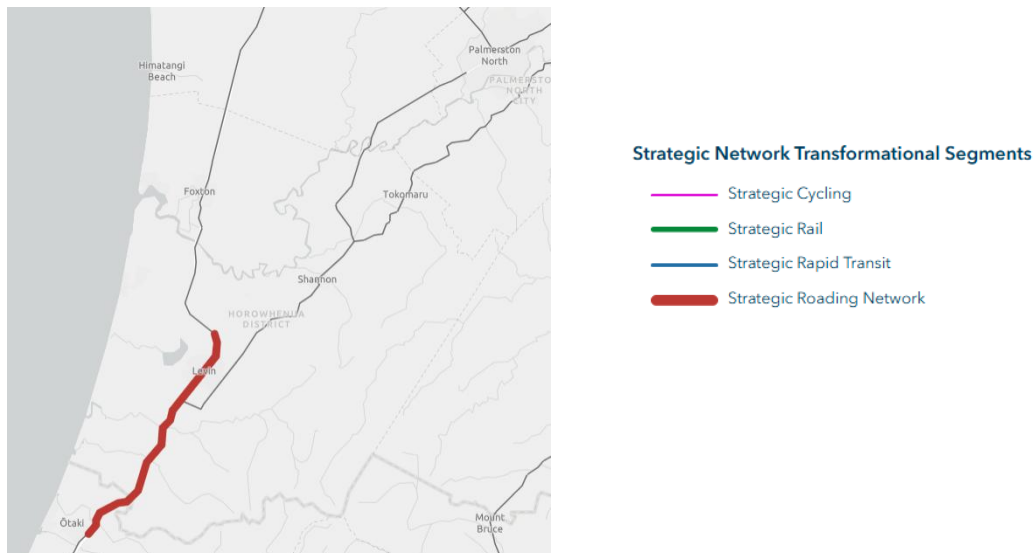 Palmerston
North
Himatangi
Beach
PALMERSTO
NORTH
CITY
Foxton
Tokomaru
Shannon
HOROWHENUA
DISTRICT
Levin
Ōtaki
Mount
Bruce
Strategic Network Transformational Segments
Strategic Cycling
Strategic Rail
Strategic Rapid Transit
Strategic Roading Network